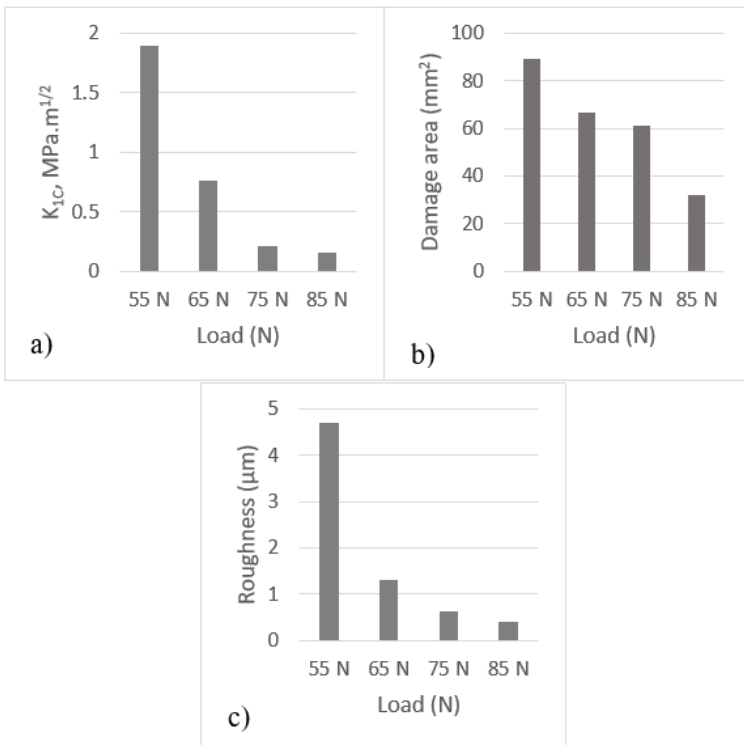 2
1.5
1
0.5
0
K1C, MPa.m1/2
55 N 65 N 75 N 85 N
Load (N)
a)
100
80
60
40
20
0
Damage area (mm2)
55 N 65 N 75 N 85 N
Load (N)
b)
5
4
3
2
1
0
Roughness (μm)
55 N 65 N 75 N 85 N
Load (N)
c)